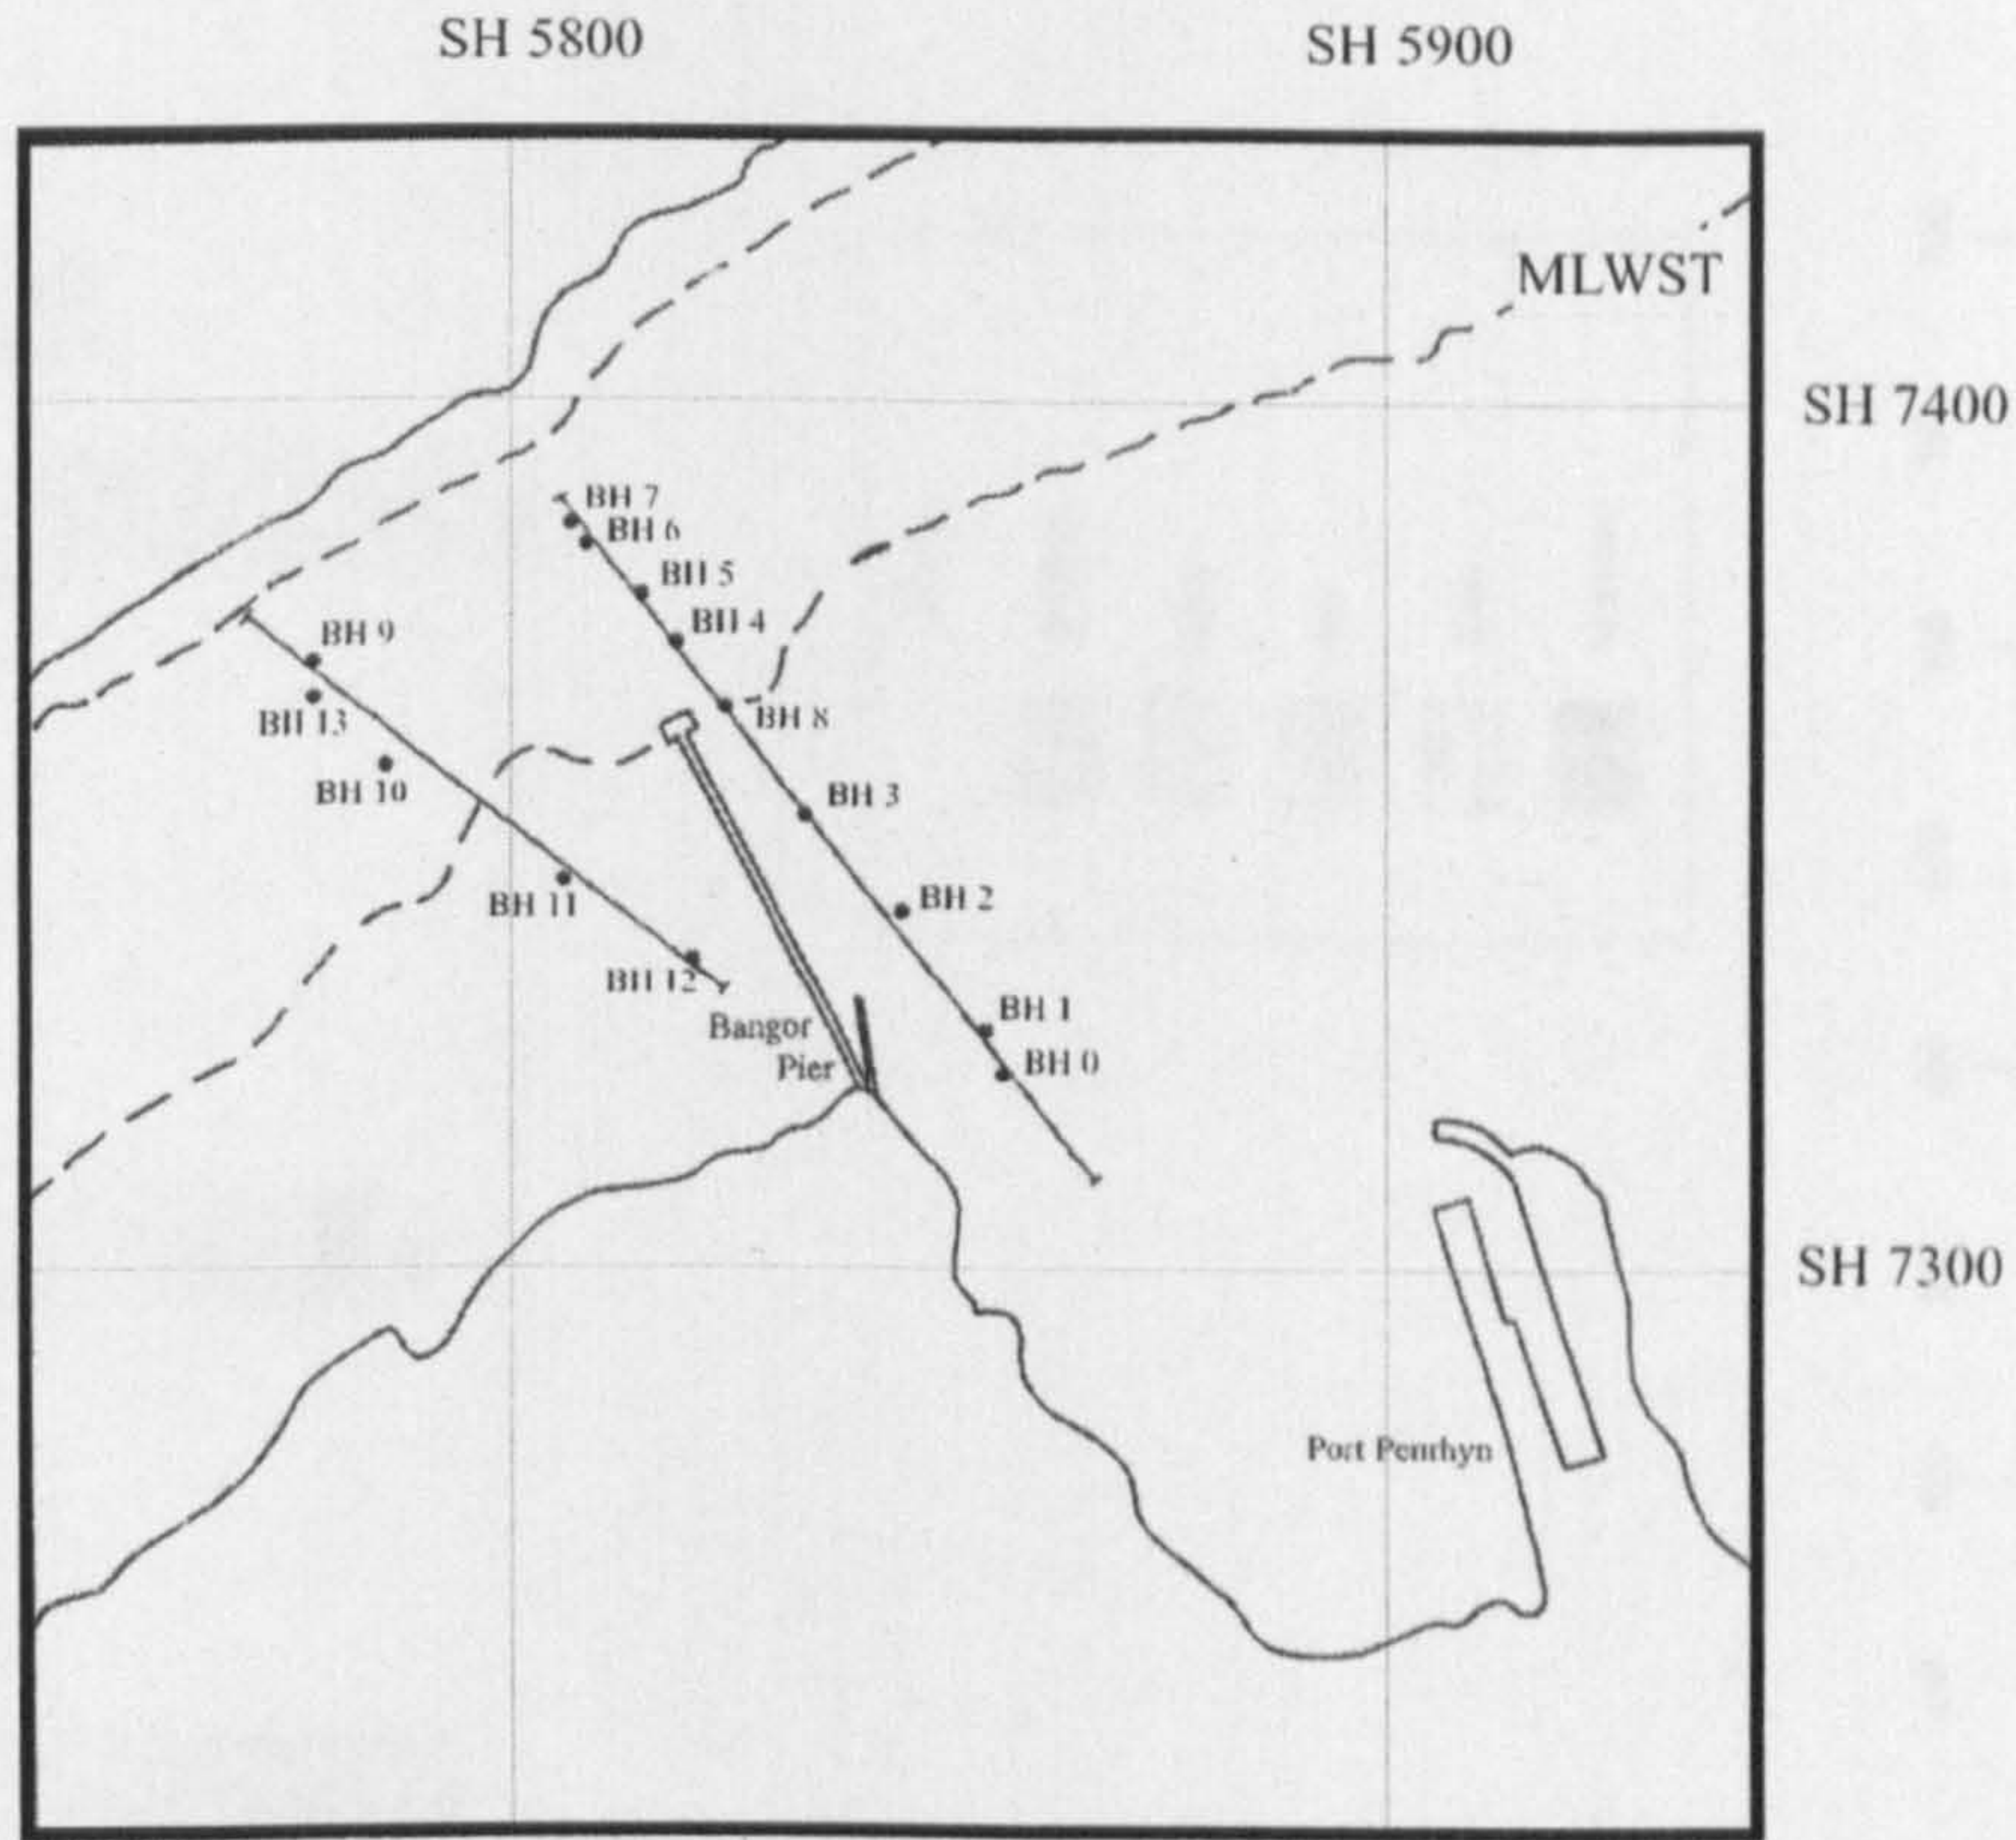 SH 5800
SH 5900
MLWST
SH 7400
BH 7
BH 6
BH 5
BH 4
BH 9
BH 13
BH 8
BH 10
BH 3
BH 11
BH 2
BH 12
BH 1
Bangor
Pier
BH 0
SH 7300
Port Penrhyn